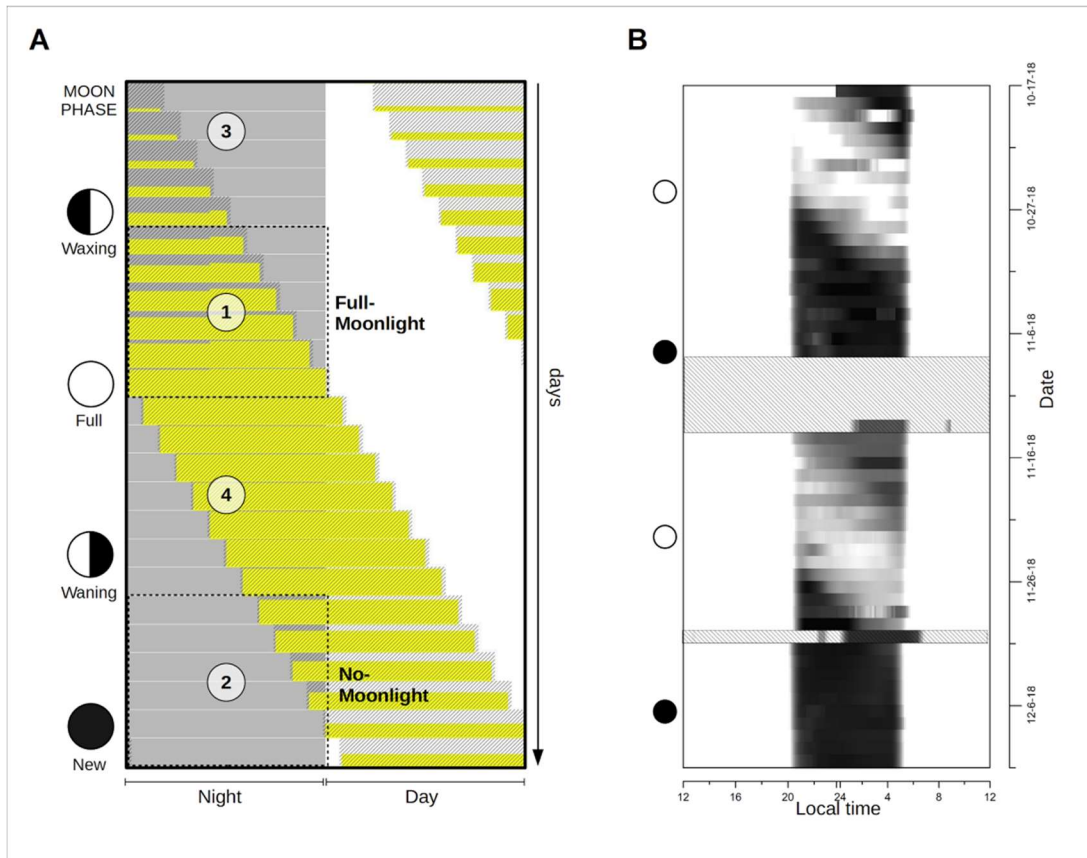 A
MOON
PHASE
3
Waxing
1
Full-
Moonlight
Full
4
Waning
2
No-
Moonlight
New
Night
Day
days
B
10-17-18
10-27-18
11-6-18
11-16-18
11-26-18
12-6-18
Date
12
16
20
24
4
8
12
Local time